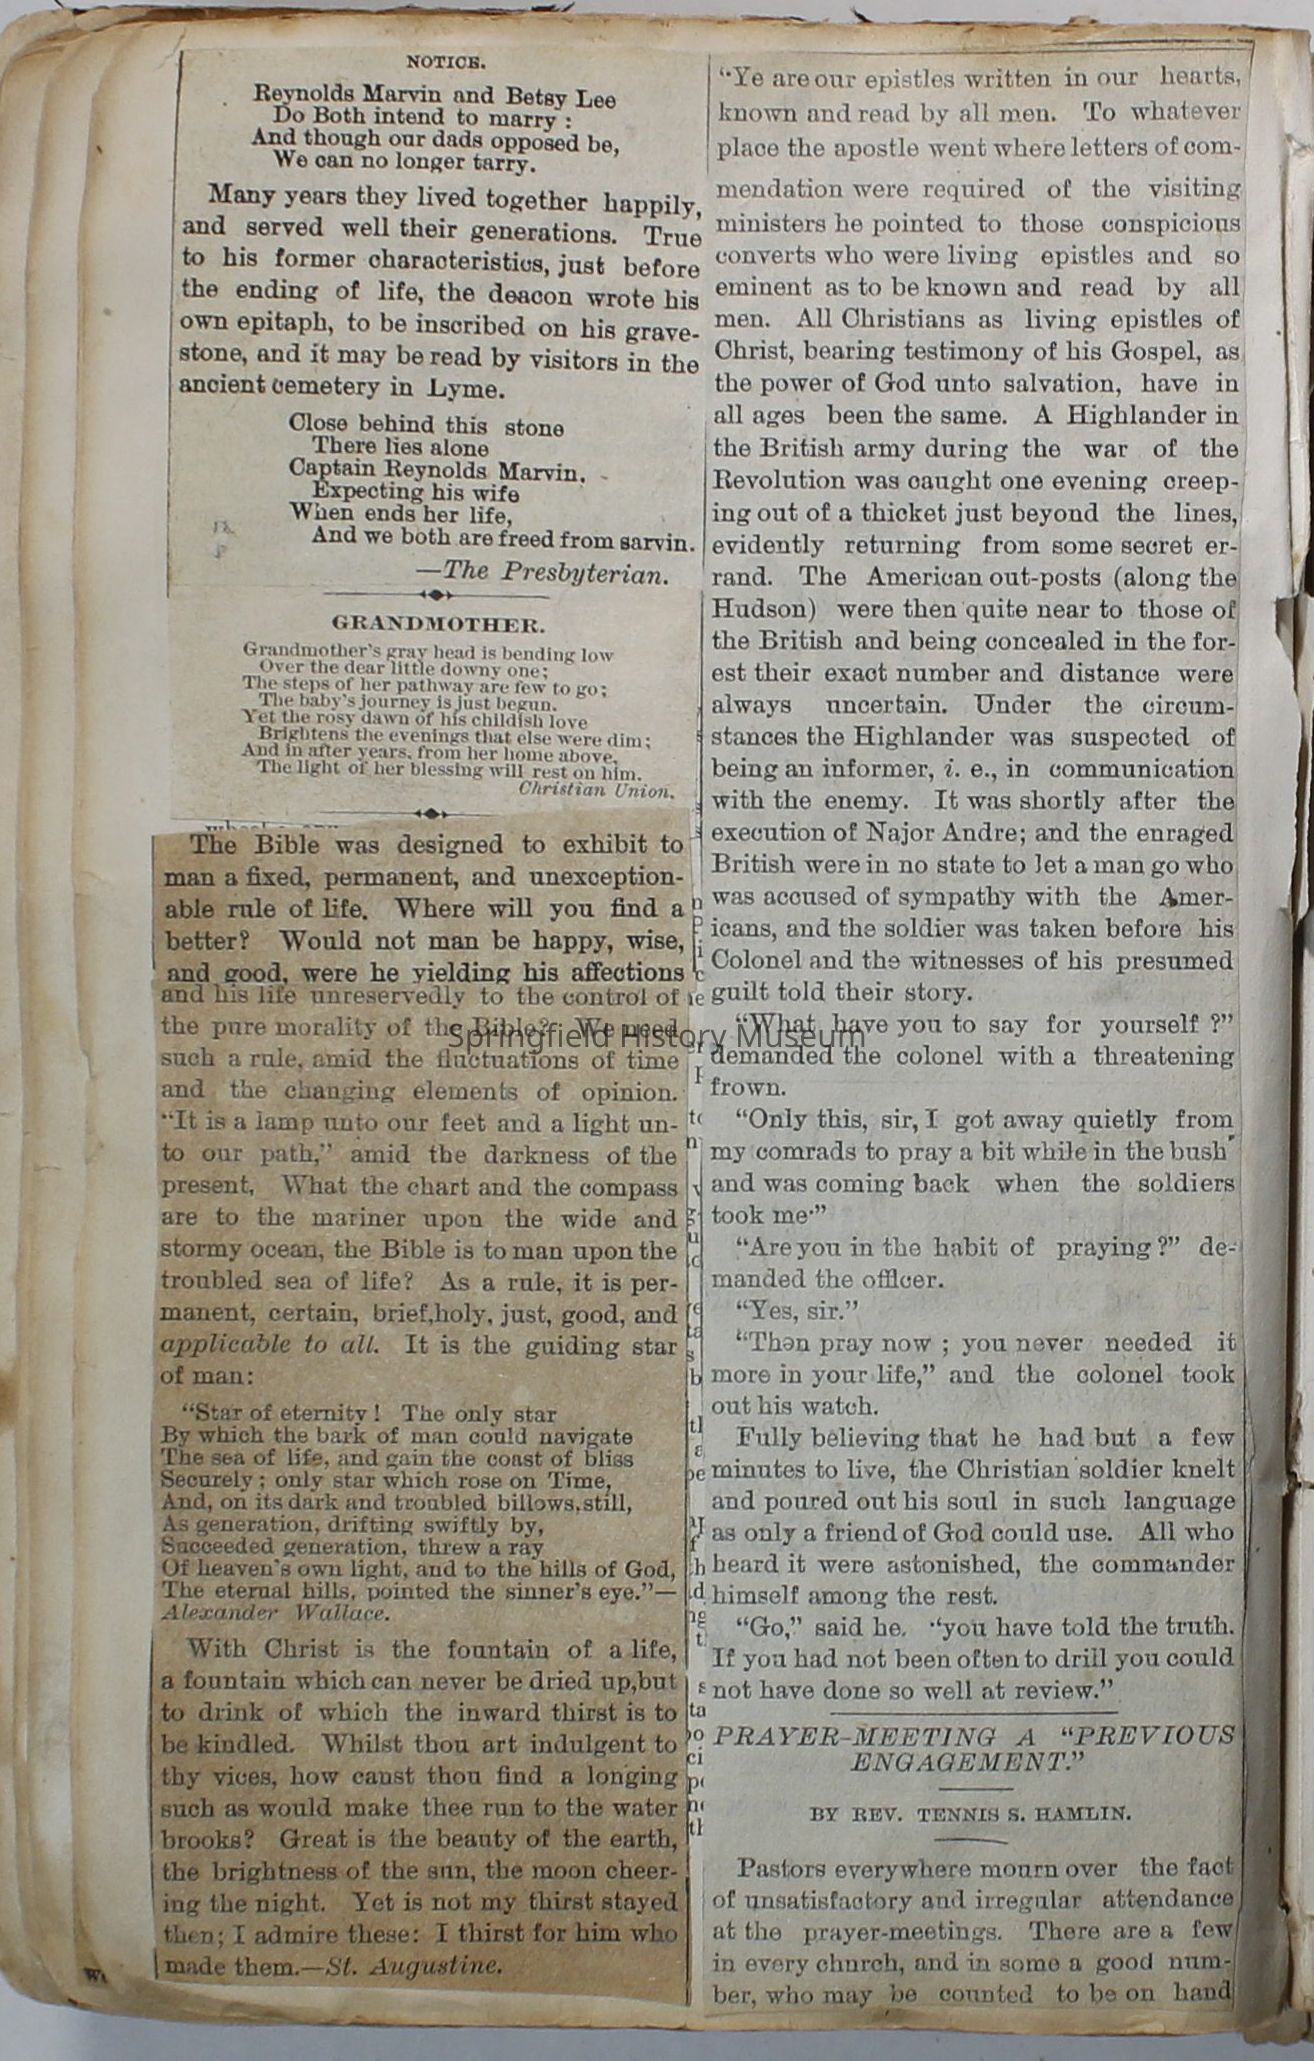 NOTICE.
Reynolds Marvin and Betsy Lee
Do Both intend to marry :
And though our dads opposed be,
We can no longer tarry.
Many years they lived together happily,
and served well their generations. True
to his former characteristics, just before
the ending of life, the deacon wrote his
own epitaph, to be inscribed on his grave-
stone, and it may be read by visitors in the
ancient cemetery in Lyme.
Close behind this stone
There lies alone
Captain Reynolds Marvin,
Expecting his wife
When ends her life,
And we both are freed from sarvin.
—The Presbyterian.
GRANDMOTHER.
Grandmother's gray head is bending low
Over the dear little downy one;
The steps of her pathway are few to go;
The baby's journey is just begun.
Yet the rosy dawn of his childish love
Brightens the evenings that else were dim;
And in after years, from her home above,
The light of her blessing will rest on him.
Christian Union.
The Bible was designed to exhibit to
man a fixed, permanent, and unexception-
able rule of life. Where will you find a
better? Would not man be happy, wise,
and good, were he yielding his affections
and his life unreservedly to the control of
the pure morality of the Bible? We need
such a rule, amid the fluctuations of time
and the changing elements of opinion.
“It is a lamp unto our feet and a light un-
to our path,” amid the darkness of the
present. What the chart and the compass
are to the mariner upon the wide and
stormy ocean, the Bible is to man upon the
troubled sea of life? As a rule, it is per-
manent, certain, brief,holy, just, good, and
applicable to all. It is the guiding star
of man:
“Star of eternity ! The only star
By which the bark of man could navigate
The sea of life, and gain the coast of bliss
Securely ; only star which rose on Time,
And, on its dark and troubled billows,still,
As generation, drifting swiftly by,
Succeeded generation, threw a ray
Of heaven's own light, and to the hills of God,
The eternal hills, pointed the sinner's eye.”—
Alexander Wallace.
With Christ is the fountain of a life,
a fountain which can never be dried up,but
to drink of which the inward thirst is to
be kindled. Whilst thou art indulgent to
thy vices, how canst thou find a longing
such as would make thee run to the water
brooks? Great is the beauty of the earth,
the brightness of the sun, the moon cheer-
ing the night. Yet is not my thirst stayed
then; I admire these: I thirst for him who
made them.—St. Augustine.
“Ye are our epistles written in our hearts,
known and read by all men. To whatever
place the apostle went where letters of com-
mendation were required of the visiting
ministers he pointed to those conspicious
converts who were living epistles and so
eminent as to be known and read by all
men. All Christians as living epistles of
Christ, bearing testimony of his Gospel, as
the power of God unto salvation, have in
all ages been the same. A Highlander in
the British army during the war of the
Revolution was caught one evening creep-
ing out of a thicket just beyond the lines,
evidently returning from some secret er-
rand. The American out-posts (along the
Hudson) were then quite near to those of
the British and being concealed in the for-
est their exact number and distance were
always uncertain. Under the circum-
stances the Highlander was suspected of
being an informer, i. e., in communication
with the enemy. It was shortly after the
execution of Najor Andre; and the enraged
British were in no state to let a man go who
was accused of sympathy with the Amer-
icans, and the soldier was taken before his
Colonel and the witnesses of his presumed
guilt told their story.
“What have you to say for yourself ?”
demanded the colonel with a threatening
frown.
“Only this, sir, I got away quietly from
my comrads to pray a bit while in the bush
and was coming back when the soldiers
took me.”
“Are you in the habit of praying ?” de-
manded the officer.
“Yes, sir.”
“Then pray now ; you never needed it
more in your life,” and the colonel took
out his watch.
Fully believing that he had but a few
minutes to live, the Christian soldier knelt
and poured out his soul in such language
as only a friend of God could use. All who
heard it were astonished, the commander
himself among the rest.
“Go,” said he. “you have told the truth.
If you had not been often to drill you could
not have done so well at review.”
PRAYER-MEETING A “PREVIOUS
ENGAGEMENT.”
BY REV. TENNIS S. HAMLIN.
Pastors everywhere mourn over the fact
of unsatisfactory and irregular attendance
at the prayer-meetings. There are a few
in every church, and in some a good num-
ber, who may be counted to be on hand
Springfield History Museum